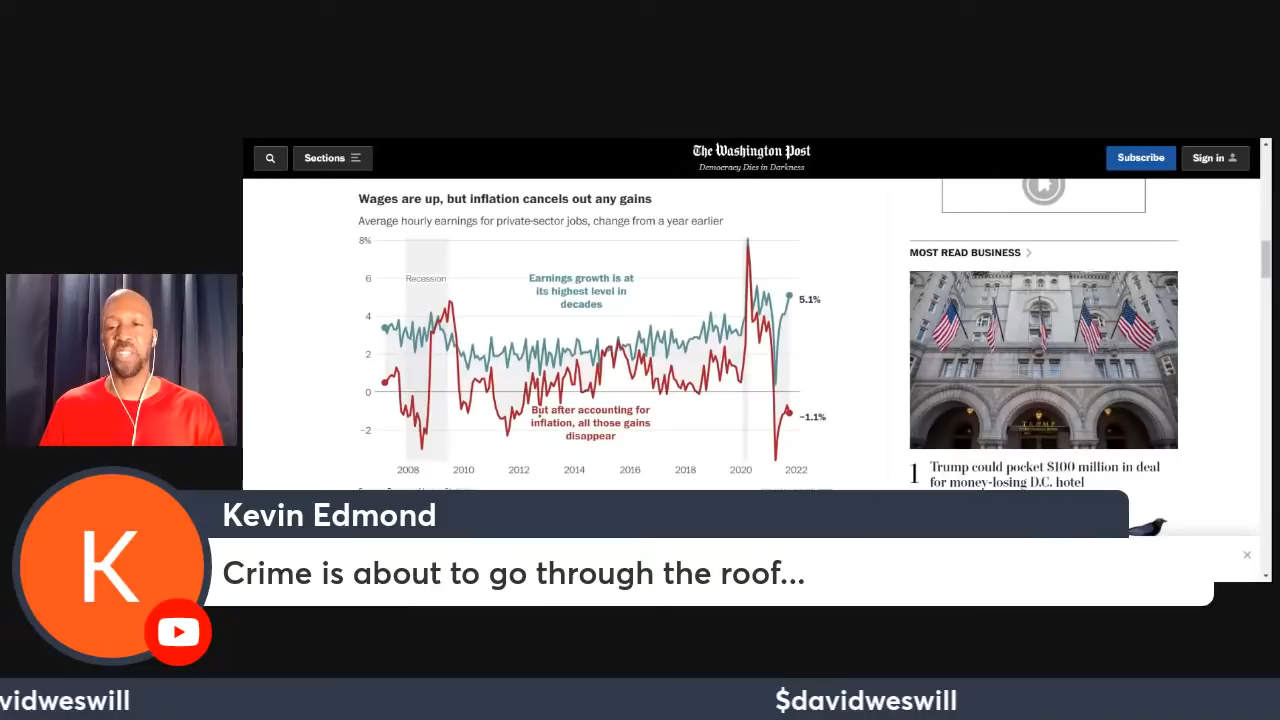 Sections
The Washington Post
Democracy Dies in Darkness
Subscribe
Sign in
Wages are up, but inflation cancels out any gains
Average hourly earnings for private-sector jobs, change from a year earlier
8%
6
4
2
0
-2
Recession
Earnings growth is at
its highest level in
decades
5.1%
But after accounting for
inflation, all those gains
disappear
-1.1%
2008 2010 2012 2014 2016 2018 2020 2022
MOST READ BUSINESS
TRUMP
1 Trump could pocket $100 million in deal
for money-losing D.C. hotel
K
Kevin Edmond
Crime is about to go through the roof...
vidweswill
$davidweswill